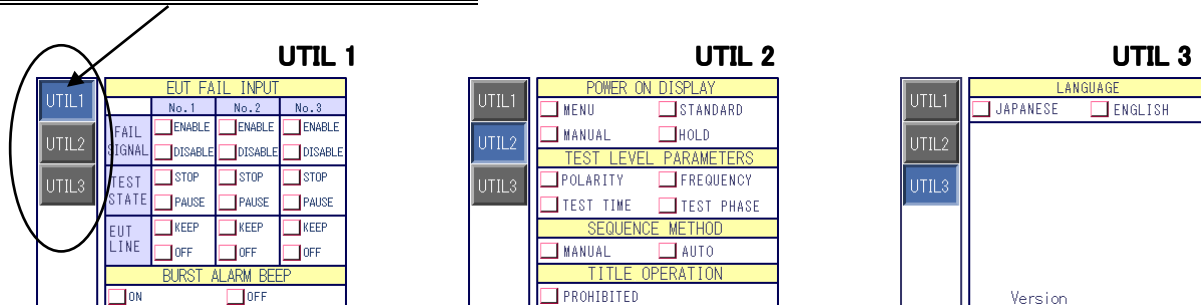 UTIL 1
UTIL1
UTIL2
UTIL3
EUT FAIL INPUT
No.1 No.2 No.3
FAIL SIGNAL
ENABLE ENABLE ENABLE
DISABLE DISABLE DISABLE
TEST STATE
STOP STOP STOP
PAUSE PAUSE PAUSE
EUT LINE
KEEP KEEP KEEP
OFF OFF OFF
BURST ALARM BEEP
ON OFF
UTIL 2
UTIL1
UTIL2
UTIL3
POWER ON DISPLAY
MENU STANDARD
MANUAL HOLD
TEST LEVEL PARAMETERS
POLARITY FREQUENCY
TEST TIME TEST PHASE
SEQUENCE METHOD
MANUAL AUTO
TITLE OPERATION
PROHIBITED
UTIL 3
UTIL1
UTIL2
UTIL3
LANGUAGE
JAPANESE ENGLISH
Version